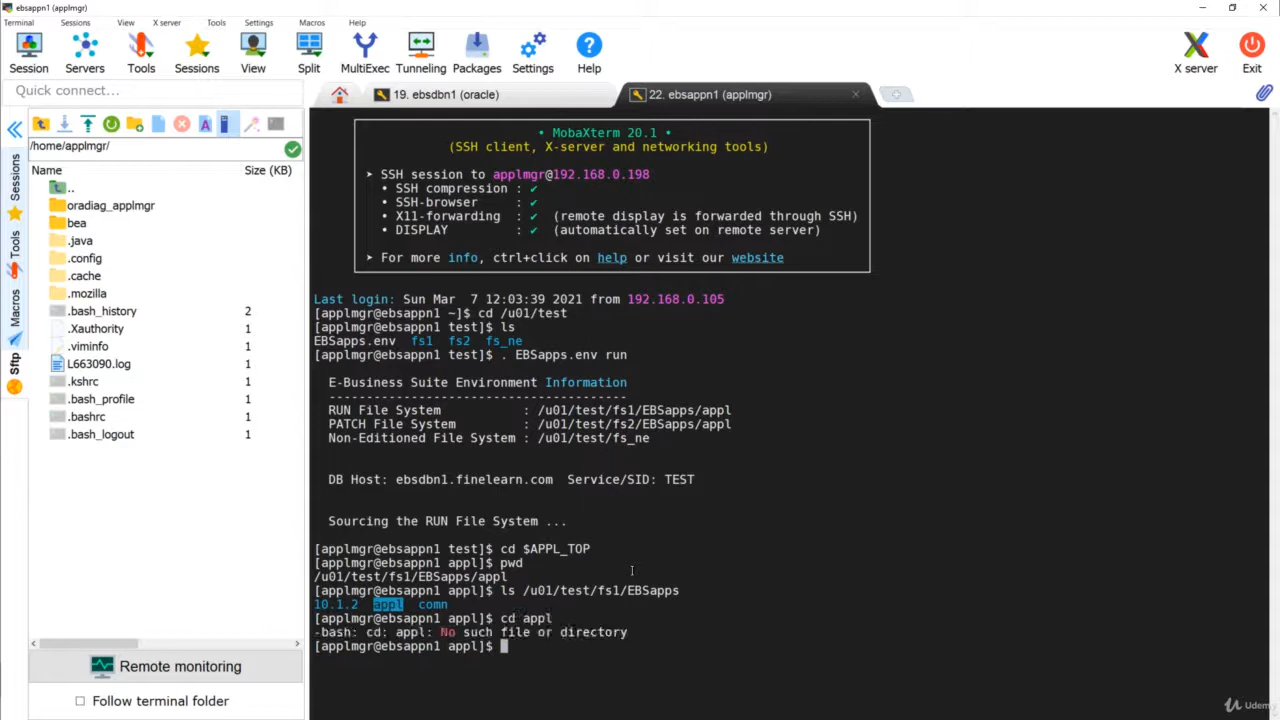 ebsappn1 (applmgr)
Terminal Sessions View X server Tools Settings Macros Help
Session Servers Tools Sessions View Split MultiExec Tunneling Packages Settings Help X server Exit
Quick connect...
19. ebsdbn1 (oracle)
22. ebsappn1 (applmgr)
/home/applmgr/
Name Size (KB)
..
oradiag_applmgr
bea
.java
.config
.cache
.mozilla
.bash_history 2
.Xauthority 1
.viminfo 1
L663090.log 1
.kshrc 1
.bash_profile 1
.bashrc 1
.bash_logout 1
Sessions
Tools
Macros
Sftp
Remote monitoring
Follow terminal folder
• MobaXterm 20.1 •
(SSH client, X-server and networking tools)
➤ SSH session to applmgr@192.168.0.198
• SSH compression : ✔
• SSH-browser : ✔
• X11-forwarding : ✔ (remote display is forwarded through SSH)
• DISPLAY : ✔ (automatically set on remote server)
➤ For more info, ctrl+click on help or visit our website
Last login: Sun Mar 7 12:03:39 2021 from 192.168.0.105
[applmgr@ebsappn1 ~]$ cd /u01/test
[applmgr@ebsappn1 test]$ ls
EBSapps.env fs1 fs2 fs_ne
[applmgr@ebsappn1 test]$ . EBSapps.env run
E-Business Suite Environment Information
----------------------------------------
RUN File System : /u01/test/fs1/EBSapps/appl
PATCH File System : /u01/test/fs2/EBSapps/appl
Non-Editioned File System : /u01/test/fs_ne
DB Host: ebsdbn1.finelearn.com Service/SID: TEST
Sourcing the RUN File System ...
[applmgr@ebsappn1 test]$ cd $APPL_TOP
[applmgr@ebsappn1 appl]$ pwd
/u01/test/fs1/EBSapps/appl
[applmgr@ebsappn1 appl]$ ls /u01/test/fs1/EBSapps
10.1.2 appl comn
[applmgr@ebsappn1 appl]$ cd appl
-bash: cd: appl: No such file or directory
[applmgr@ebsappn1 appl]$
Udemy